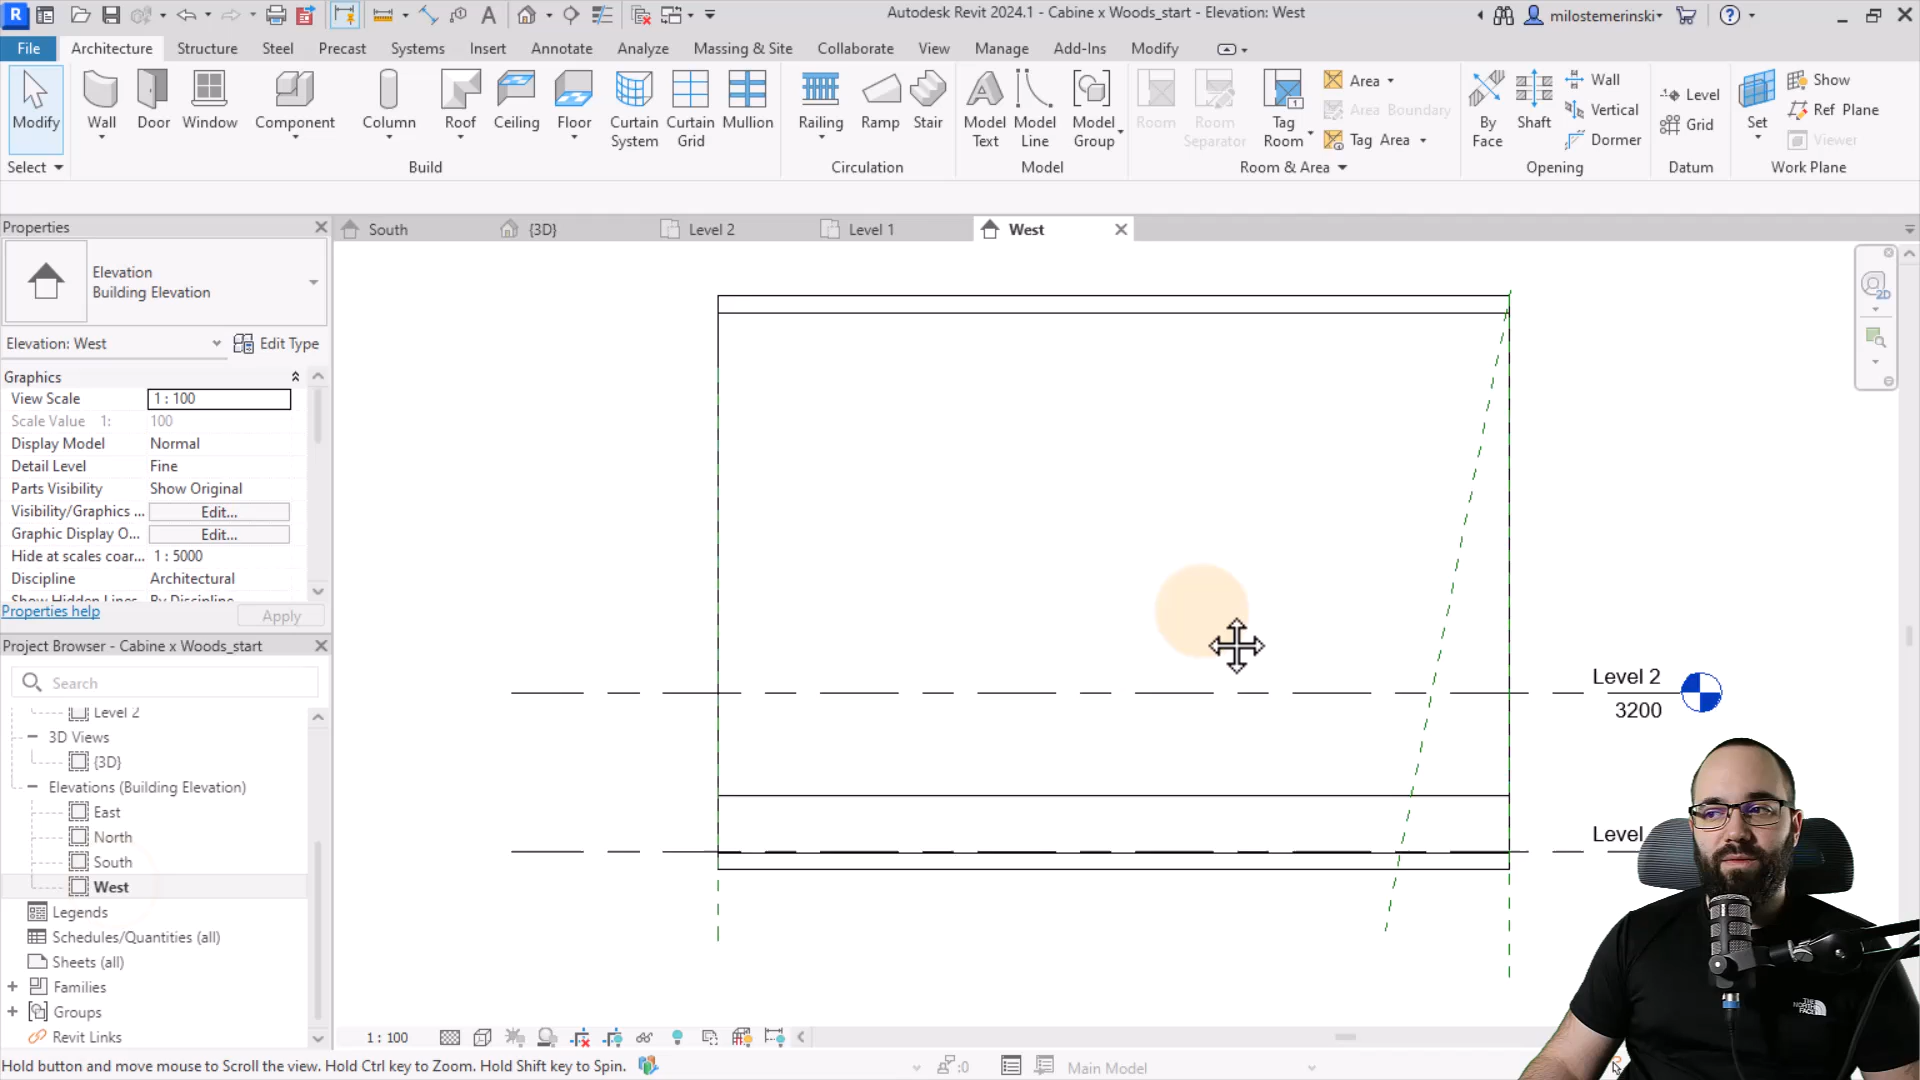 Autodesk Revit 2024.1 - Cabine x Woods_start - Elevation: West
milostemerinski
File Architecture Structure Steel Precast Systems Insert Annotate Analyze Massing & Site Collaborate View Manage Add-Ins Modify
Modify
Wall
Door
Window
Component
Column
Roof
Ceiling
Floor
Curtain System
Curtain Grid
Mullion
Railing
Ramp
Stair
Model Text
Model Line
Model Group
Room
Room Separator
Tag Room
Area
Area Boundary
Tag Area
By Face
Shaft
Wall
Vertical
Dormer
Level
Grid
Set
Show
Ref Plane
Viewer
Select
Build
Circulation
Model
Room & Area
Opening
Datum
Work Plane
Properties
South
{3D}
Level 2
Level 1
West
Elevation
Building Elevation
Elevation: West
Edit Type
Graphics
View Scale 1 : 100
Scale Value 1: 100
Display Model Normal
Detail Level Fine
Parts Visibility Show Original
Visibility/Graphics ... Edit...
Graphic Display O... Edit...
Hide at scales coar... 1 : 5000
Discipline Architectural
Show Hidden Lines By Discipline
Properties help
Apply
Project Browser - Cabine x Woods_start
Search
Level 2
3D Views
{3D}
Elevations (Building Elevation)
East
North
South
West
Legends
Schedules/Quantities (all)
Sheets (all)
Families
Groups
Revit Links
Level 2
3200
Level
THE NORTH FACE
1 : 100
Hold button and move mouse to Scroll the view. Hold Ctrl key to Zoom. Hold Shift key to Spin.
:0
Main Model